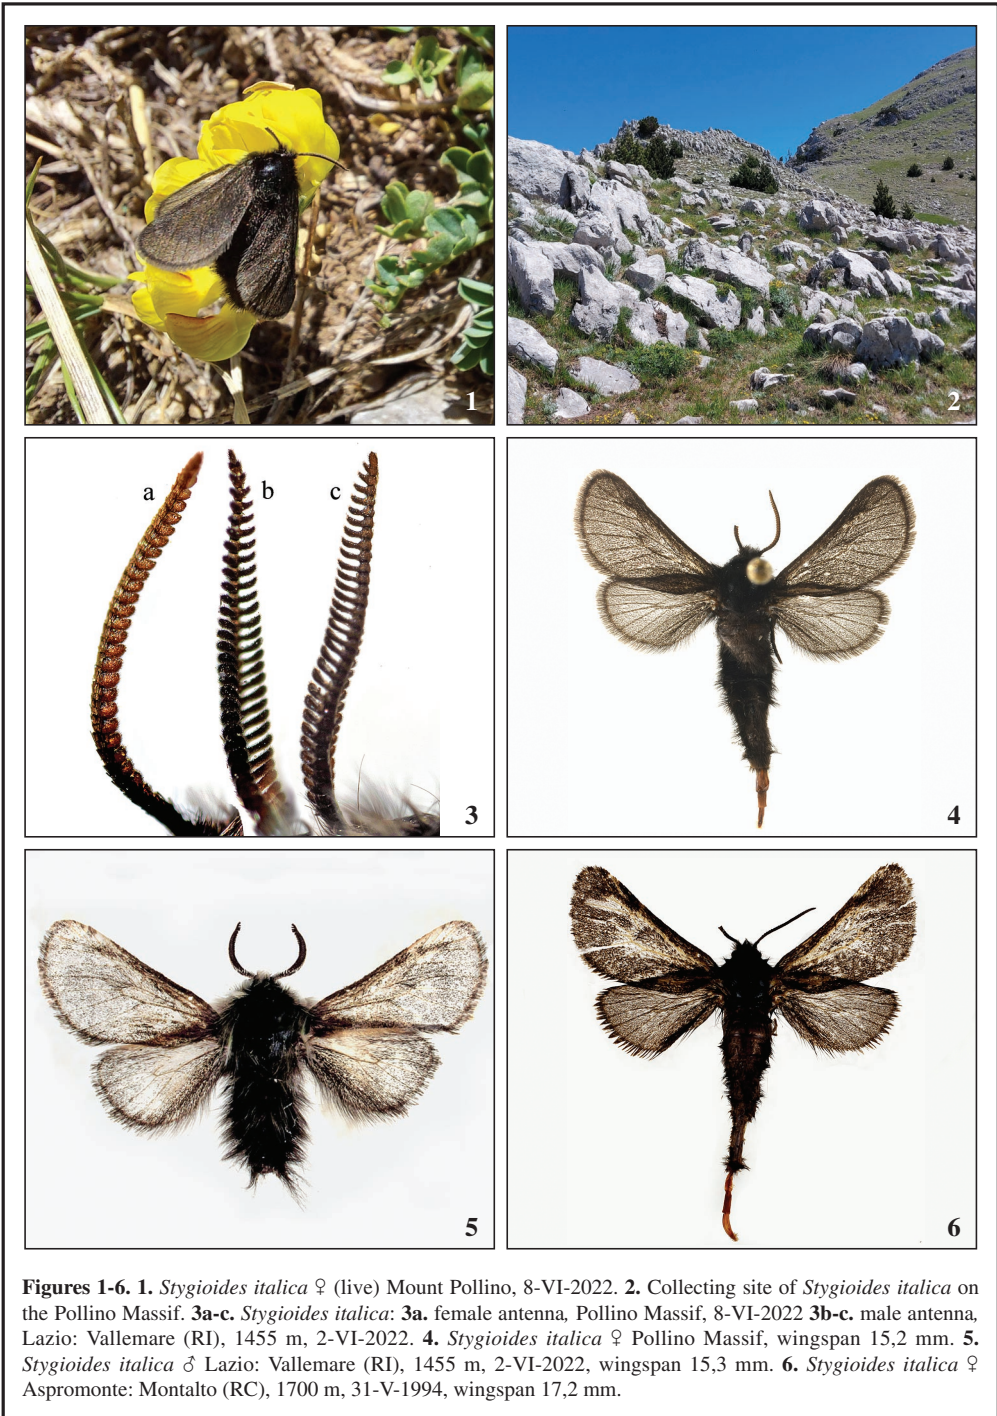 1
2
a
b
c
3
4
5
6
Figures 1-6. 1. Stygioides italica ♀ (live) Mount Pollino, 8-VI-2022. 2. Collecting site of Stygioides italica on
the Pollino Massif. 3a-c. Stygioides italica: 3a. female antenna, Pollino Massif, 8-VI-2022 3b-c. male antenna,
Lazio: Vallemare (RI), 1455 m, 2-VI-2022. 4. Stygioides italica ♀ Pollino Massif, wingspan 15,2 mm. 5.
Stygioides italica ♂ Lazio: Vallemare (RI), 1455 m, 2-VI-2022, wingspan 15,3 mm. 6. Stygioides italica ♀
Aspromonte: Montalto (RC), 1700 m, 31-V-1994, wingspan 17,2 mm.